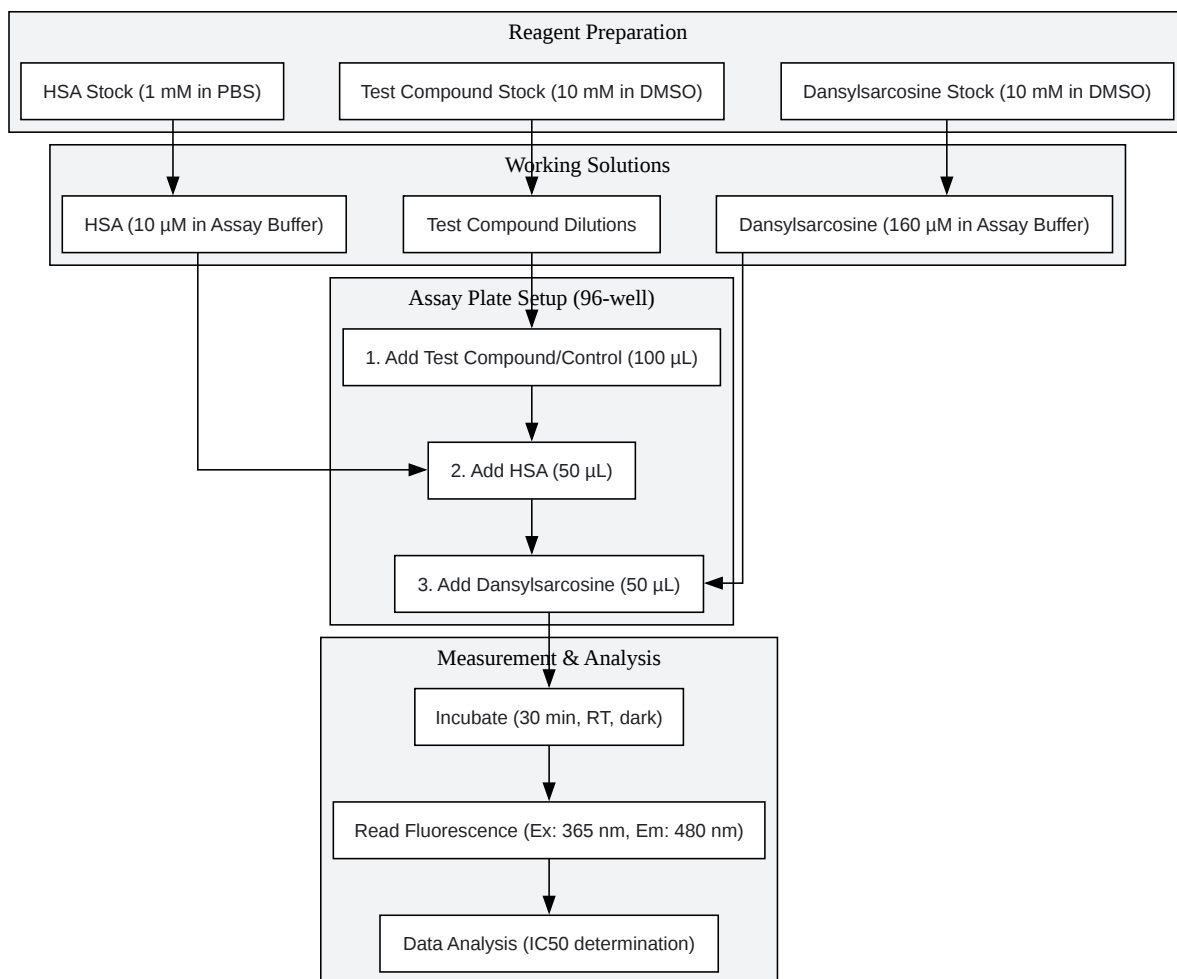 Reagent Preparation
HSA Stock (1 mM in PBS)
Test Compound Stock (10 mM in DMSO)
Dansylsarcosine Stock (10 mM in DMSO)
Working Solutions
HSA (10 µM in Assay Buffer)
Test Compound Dilutions
Dansylsarcosine (160 µM in Assay Buffer)
Assay Plate Setup (96-well)
1. Add Test Compound/Control (100 µL)
2. Add HSA (50 µL)
3. Add Dansylsarcosine (50 µL)
Measurement & Analysis
Incubate (30 min, RT, dark)
Read Fluorescence (Ex: 365 nm, Em: 480 nm)
Data Analysis (IC50 determination)